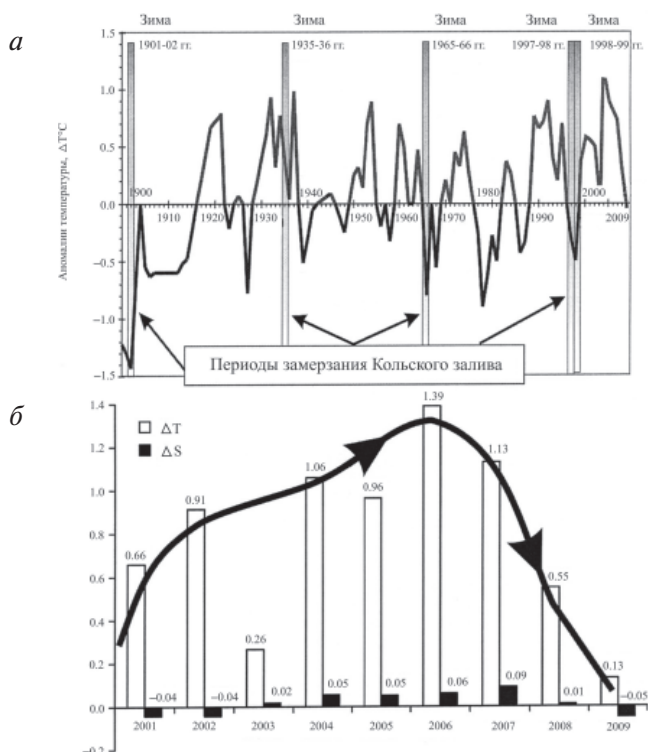 Зима Зима Зима Зима Зима
а
1.5
1901-02 гг. 1935-36 гг. 1965-66 гг. 1997-98 гг. 1998-99 гг.
1.0
0.5
Аномалии температуры, ΔT°C
1900 1940 1980 2000
0.0
1910 1920 1930 1950 1960 1970 1990 2009
−0.5
−1.0
Периоды замерзания Кольского залива
−1.5
б
1.4
1.39
ΔT
ΔS
1.2
1.13
1.06
1.0
0.96
0.91
0.8
0.66
0.6
0.55
0.4
0.26
0.2
0.13
−0.04 −0.04 0.02 0.05 0.05 0.06 0.09 0.01 −0.05
0.0
2001 2002 2003 2004 2005 2006 2007 2008 2009
−0.2